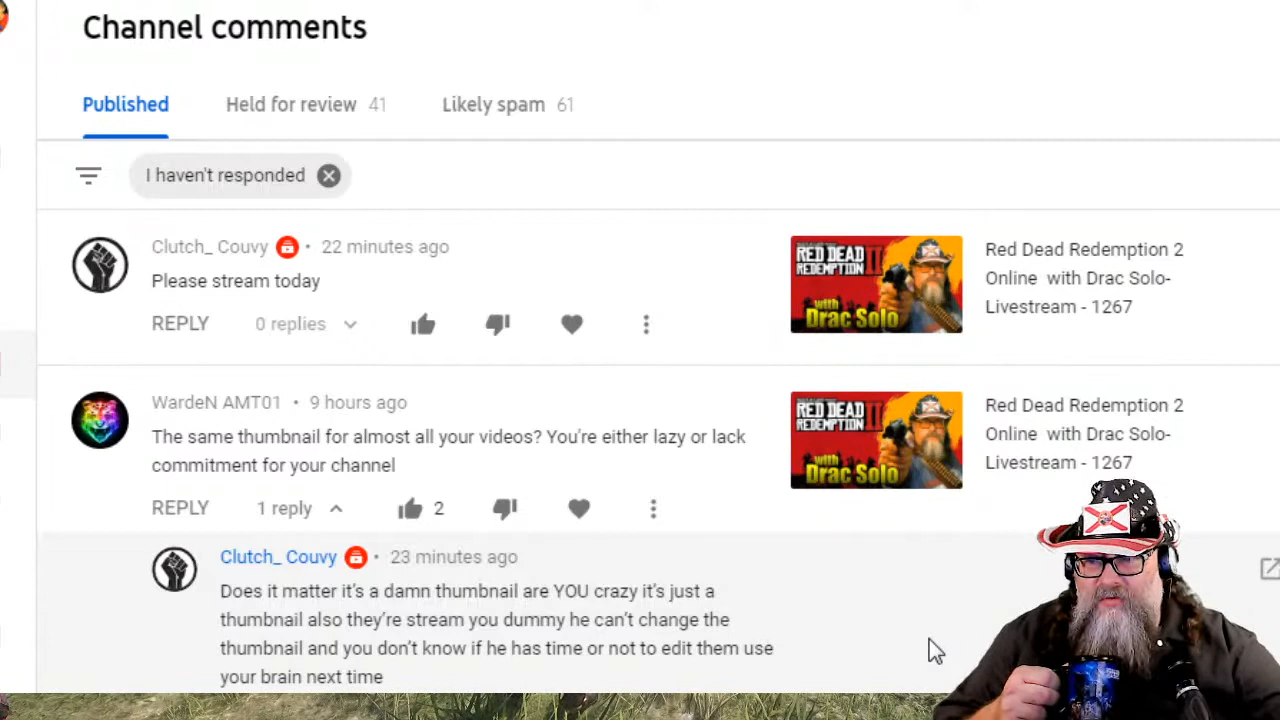 Channel comments
Published Held for review 41 Likely spam 61
I haven't responded
Clutch_ Couvy • 22 minutes ago
Please stream today
REPLY 0 replies
RED DEAD
REDEMPTION II
with
Drac Solo
Red Dead Redemption 2
Online with Drac Solo-
Livestream - 1267
WardeN AMT01 • 9 hours ago
The same thumbnail for almost all your videos? You're either lazy or lack
commitment for your channel
REPLY 1 reply 2
RED DEAD
REDEMPTION II
with
Drac Solo
Red Dead Redemption 2
Online with Drac Solo-
Livestream - 1267
Clutch_ Couvy • 23 minutes ago
Does it matter it's a damn thumbnail are YOU crazy it's just a
thumbnail also they're stream you dummy he can't change the
thumbnail and you don't know if he has time or not to edit them use
your brain next time